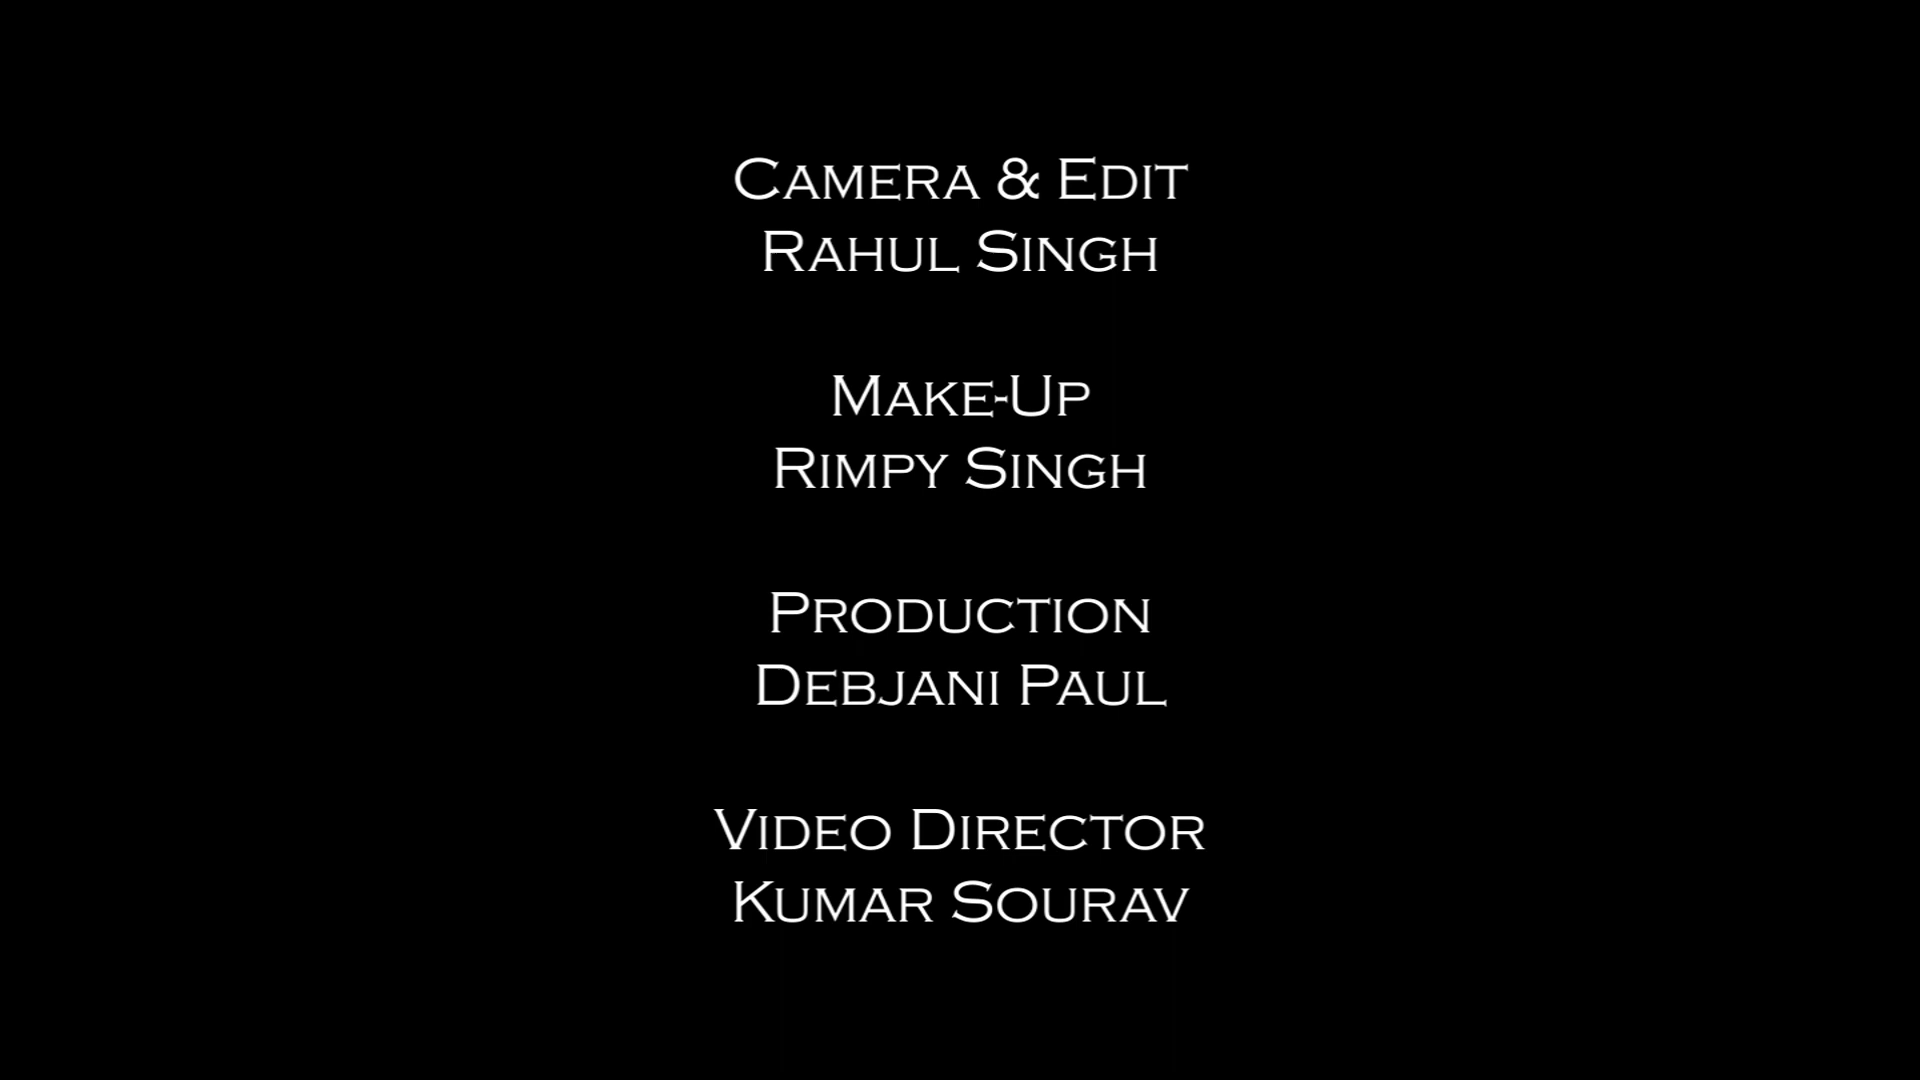 Camera & Edit
Rahul Singh
Make-Up
Rimpy Singh
Production
Debjani Paul
Video Director
Kumar Sourav